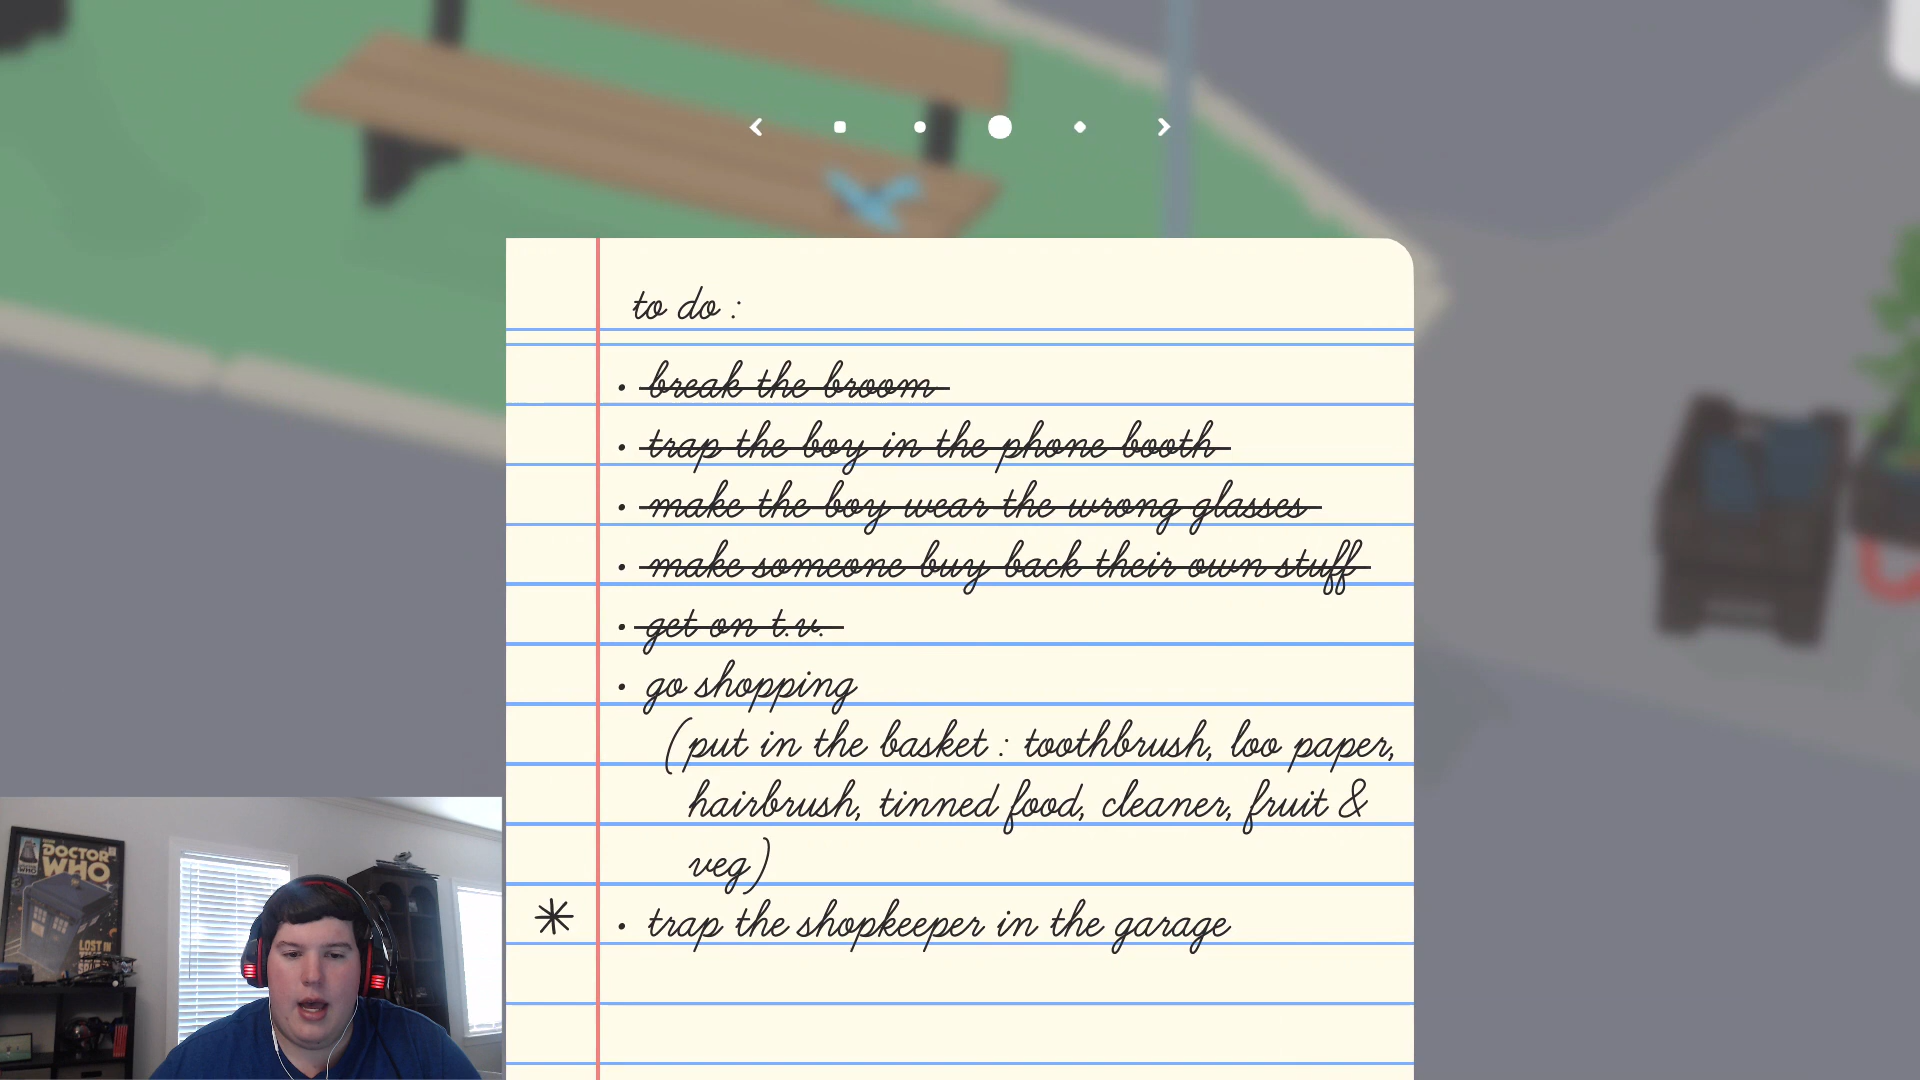 to do :
• break the broom
• trap the boy in the phone booth
• make the boy wear the wrong glasses
• make someone buy back their own stuff
• get on t.v.
• go shopping
(put in the basket : toothbrush, loo paper,
hairbrush, tinned food, cleaner, fruit &
veg)
* • trap the shopkeeper in the garage
DOCTOR
WHO
LOST